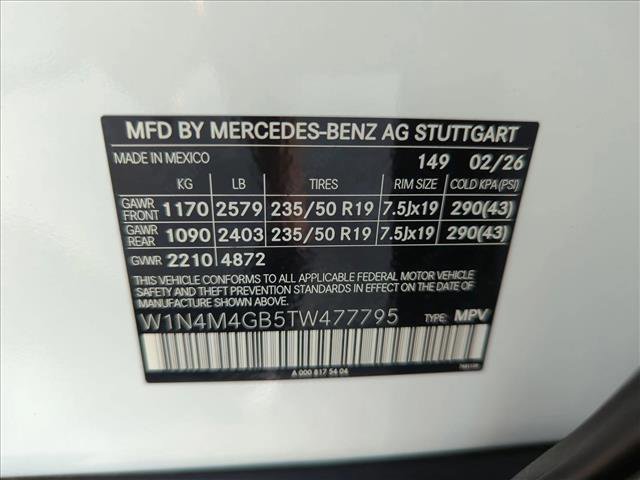 MFD BY MERCEDES-BENZ AG STUTTGART
MADE IN MEXICO 149 02/26
KG LB TIRES RIM SIZE COLD KPA(PSI)
GAWR FRONT 1170 2579 235/50 R19 7.5Jx19 290(43)
GAWR REAR 1090 2403 235/50 R19 7.5Jx19 290(43)
GVWR 2210 4872
THIS VEHICLE CONFORMS TO ALL APPLICABLE FEDERAL MOTOR VEHICLE
SAFETY AND THEFT PREVENTION STANDARDS IN EFFECT ON THE DATE
OF MANUFACTURE SHOWN ABOVE.
W1N4M4GB5TW477795 TYPE: MPV
A 000 817 54 04